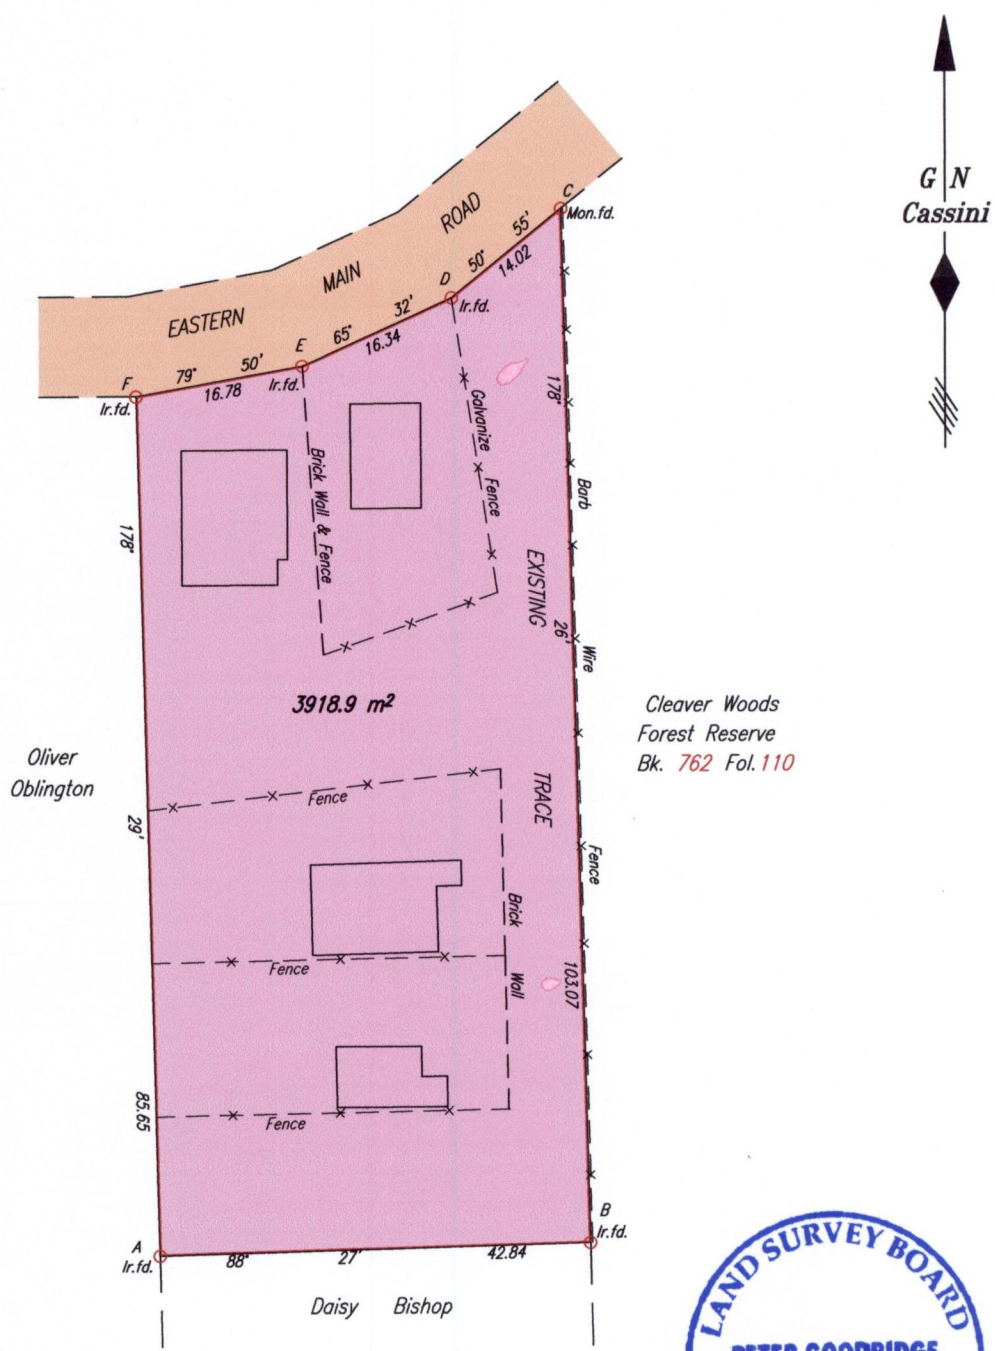 G N
Cassini
C
Mon.fd.
ROAD
55'
50°
14.02
D
Ir.fd.
MAIN
32'
65°
16.34
EASTERN
E
Ir.fd.
50'
79°
16.78
F
Ir.fd.
178°
Galvanize Fence
Brick Wall & Fence
Barb
178°
EXISTING
26'
Wire
3918.9 m²
Cleaver Woods
Forest Reserve
Bk. 762 Fol. 110
Oliver
Oblington
TRACE
Fence
29'
Fence
Brick
Fence
Wall
103.07
85.65
Fence
B
Ir.fd.
A
Ir.fd.
88° 27' 42.84
Daisy Bishop
LAND SURVEY BOARD
PETER GOODRIDGE